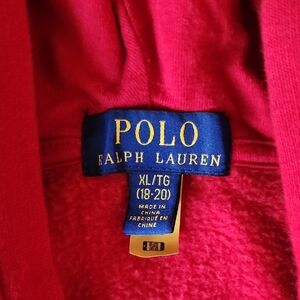 POLO
RALPH LAUREN
XL/TG
(18-20)
MADE IN
CHINA
FABRIQUÉ EN
CHINE